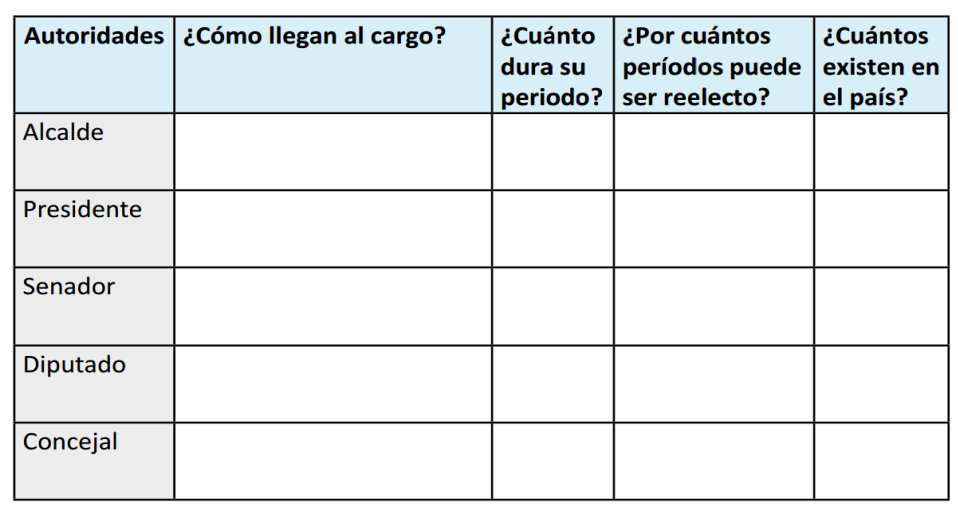 Autoridades ¿Cómo llegan al cargo? ¿Cuánto dura su periodo? ¿Por cuántos períodos puede ser reelecto? ¿Cuántos existen en el país?
Alcalde
Presidente
Senador
Diputado
Concejal